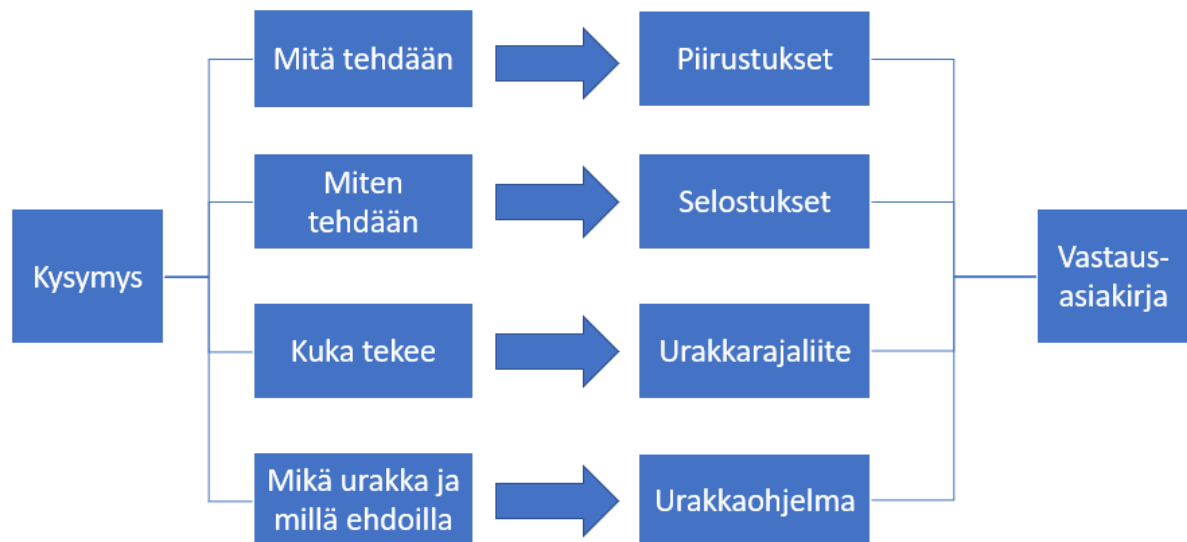 Mitä tehdään
Piirustukset
Miten
tehdään
Selostukset
Kysymys
Vastaus-
asiakirja
Kuka tekee
Urakkarajaliite
Mikä urakka ja
millä ehdoilla
Urakkaohjelma